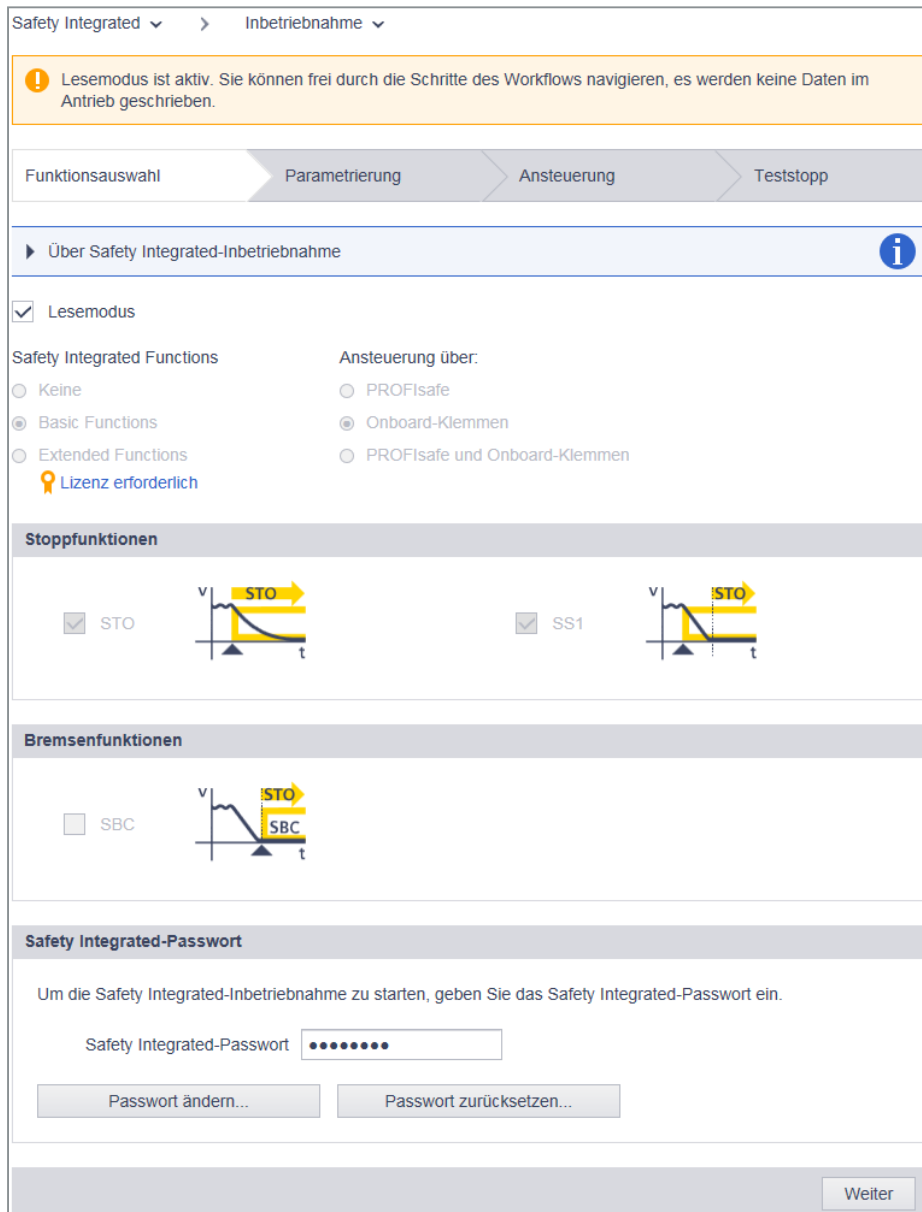 Safety Integrated > Inbetriebnahme
Lesemodus ist aktiv. Sie können frei durch die Schritte des Workflows navigieren, es werden keine Daten im
Antrieb geschrieben.
Funktionsauswahl Parametrierung Ansteuerung Teststopp
Über Safety Integrated-Inbetriebnahme
Lesemodus
Safety Integrated Functions Ansteuerung über:
Keine PROFIsafe
Basic Functions Onboard-Klemmen
Extended Functions PROFIsafe und Onboard-Klemmen
Lizenz erforderlich
Stoppfunktionen
STO V STO t SS1 V STO t
Bremsenfunktionen
SBC V STO SBC t
Safety Integrated-Passwort
Um die Safety Integrated-Inbetriebnahme zu starten, geben Sie das Safety Integrated-Passwort ein.
Safety Integrated-Passwort ●●●●●●●●
Passwort ändern... Passwort zurücksetzen...
Weiter